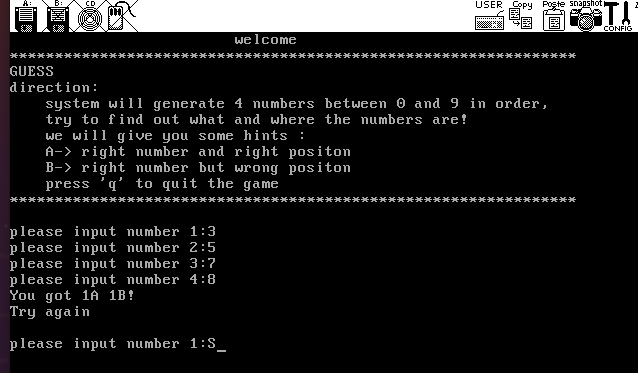 A: B: CD USER Copy Paste snapshot CONFIG
welcome
***************************************************************
GUESS
direction:
system will generate 4 numbers between 0 and 9 in order,
try to find out what and where the numbers are!
we will give you some hints :
A-> right number and right positon
B-> right number but wrong positon
press 'q' to quit the game
***************************************************************
please input number 1:3
please input number 2:5
please input number 3:7
please input number 4:8
You got 1A 1B!
Try again
please input number 1:S_